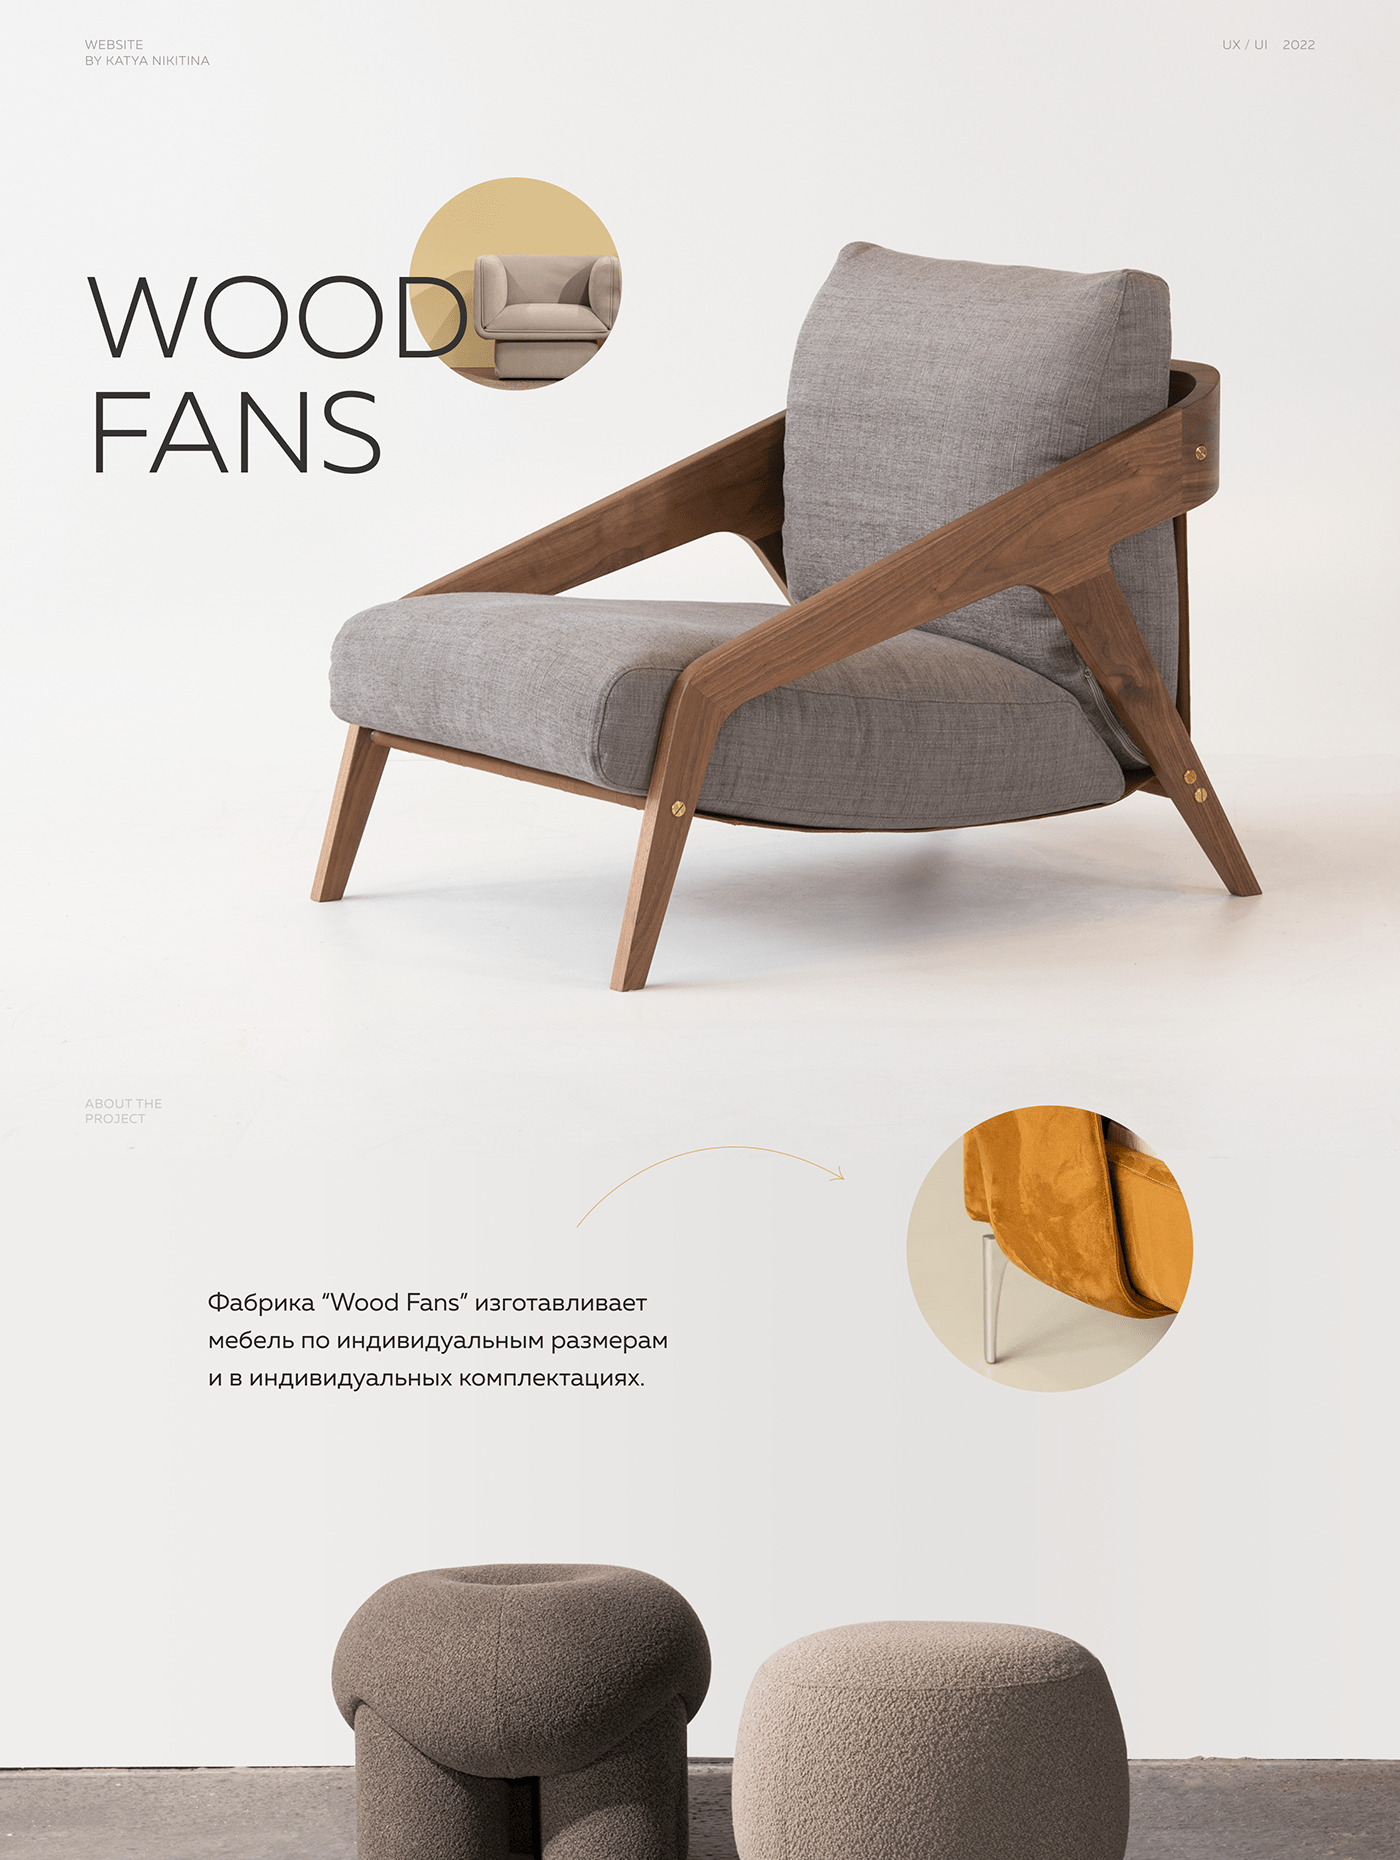 WEBSITE
BY KATYA NIKITINA
UX / UI 2022
WOOD
FANS
ABOUT THE
PROJECT
Фабрика “Wood Fans” изготавливает
мебель по индивидуальным размерам
и в индивидуальных комплектациях.